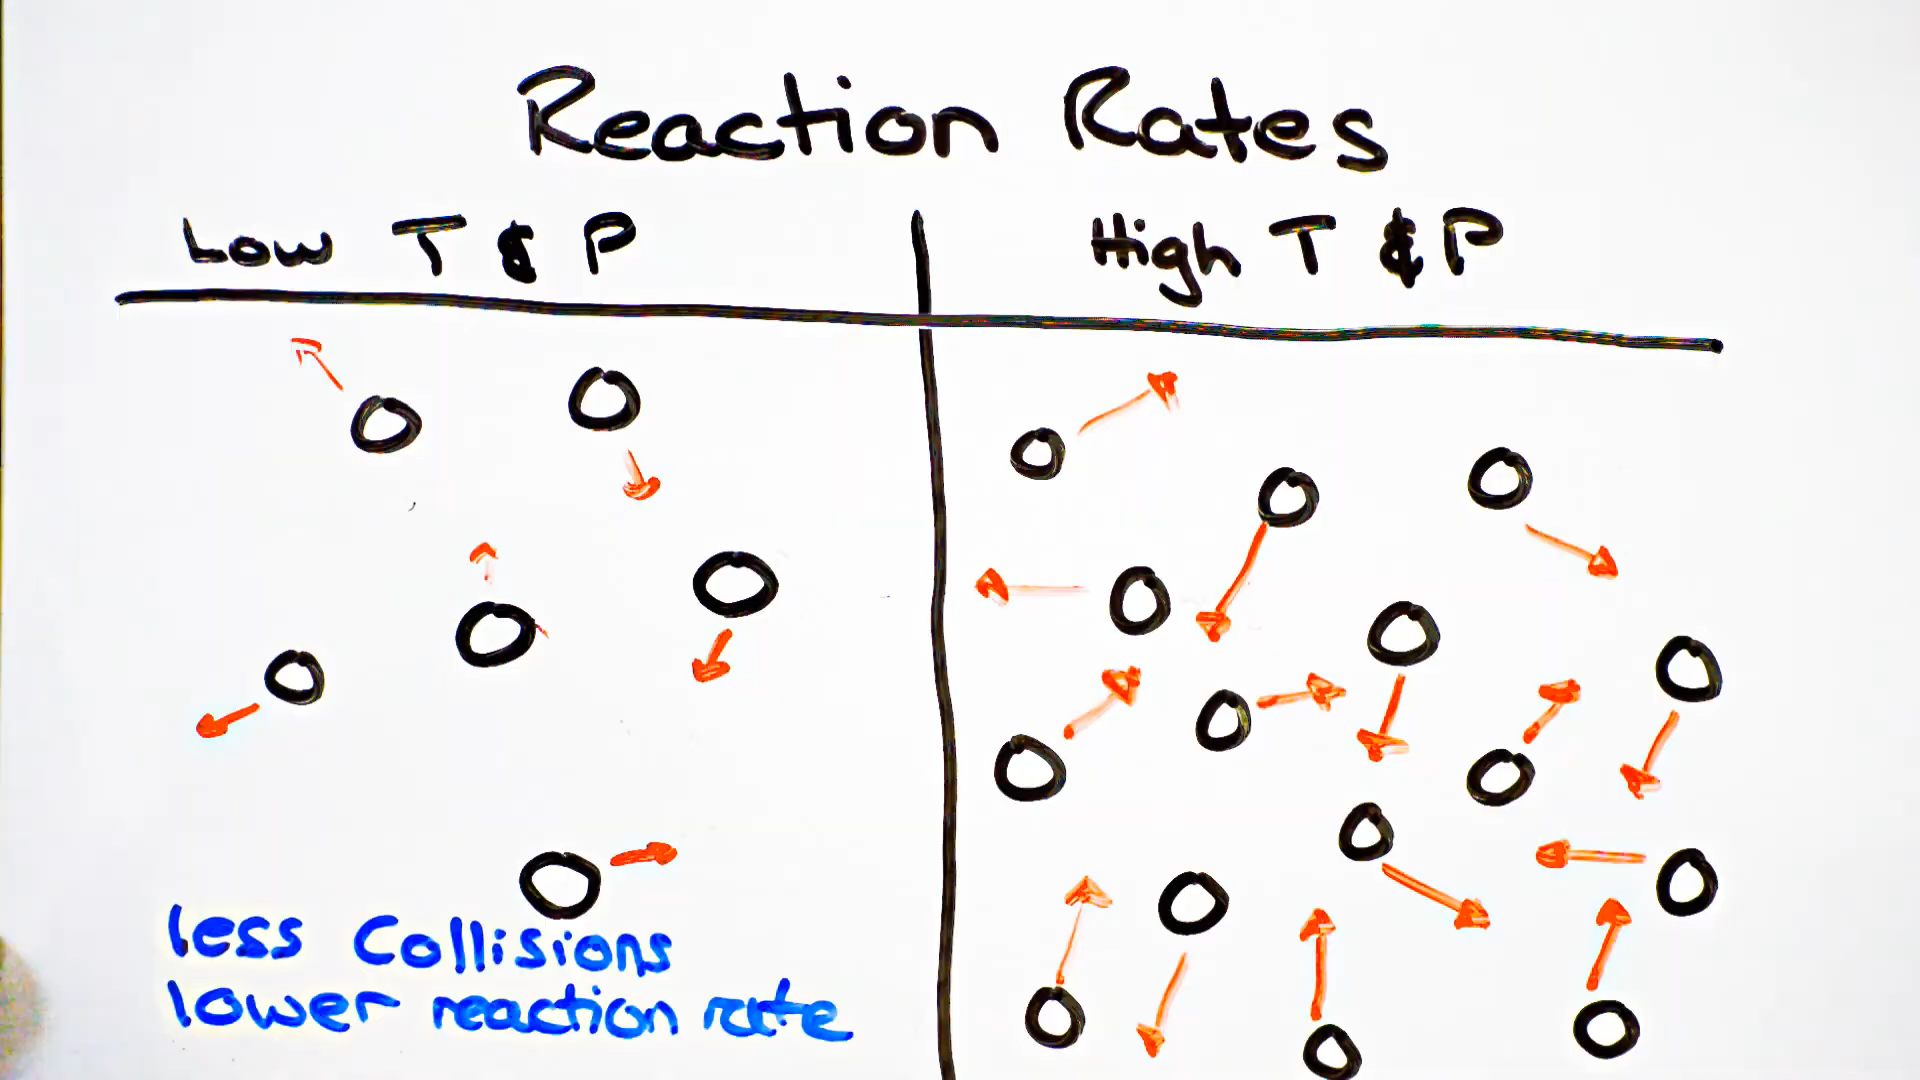 Reaction Rates
Low T & P
High T & P
less Collisions
lower reaction rate